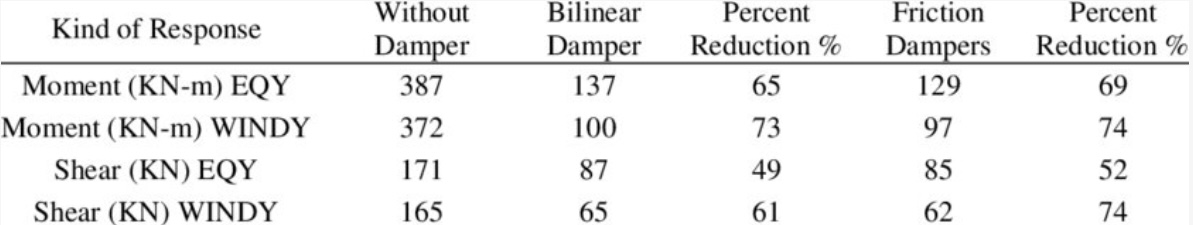 Kind of Response Without Damper Bilinear Damper Percent Reduction % Friction Dampers Percent Reduction %
Moment (KN-m) EQY 387 137 65 129 69
Moment (KN-m) WINDY 372 100 73 97 74
Shear (KN) EQY 171 87 49 85 52
Shear (KN) WINDY 165 65 61 62 74